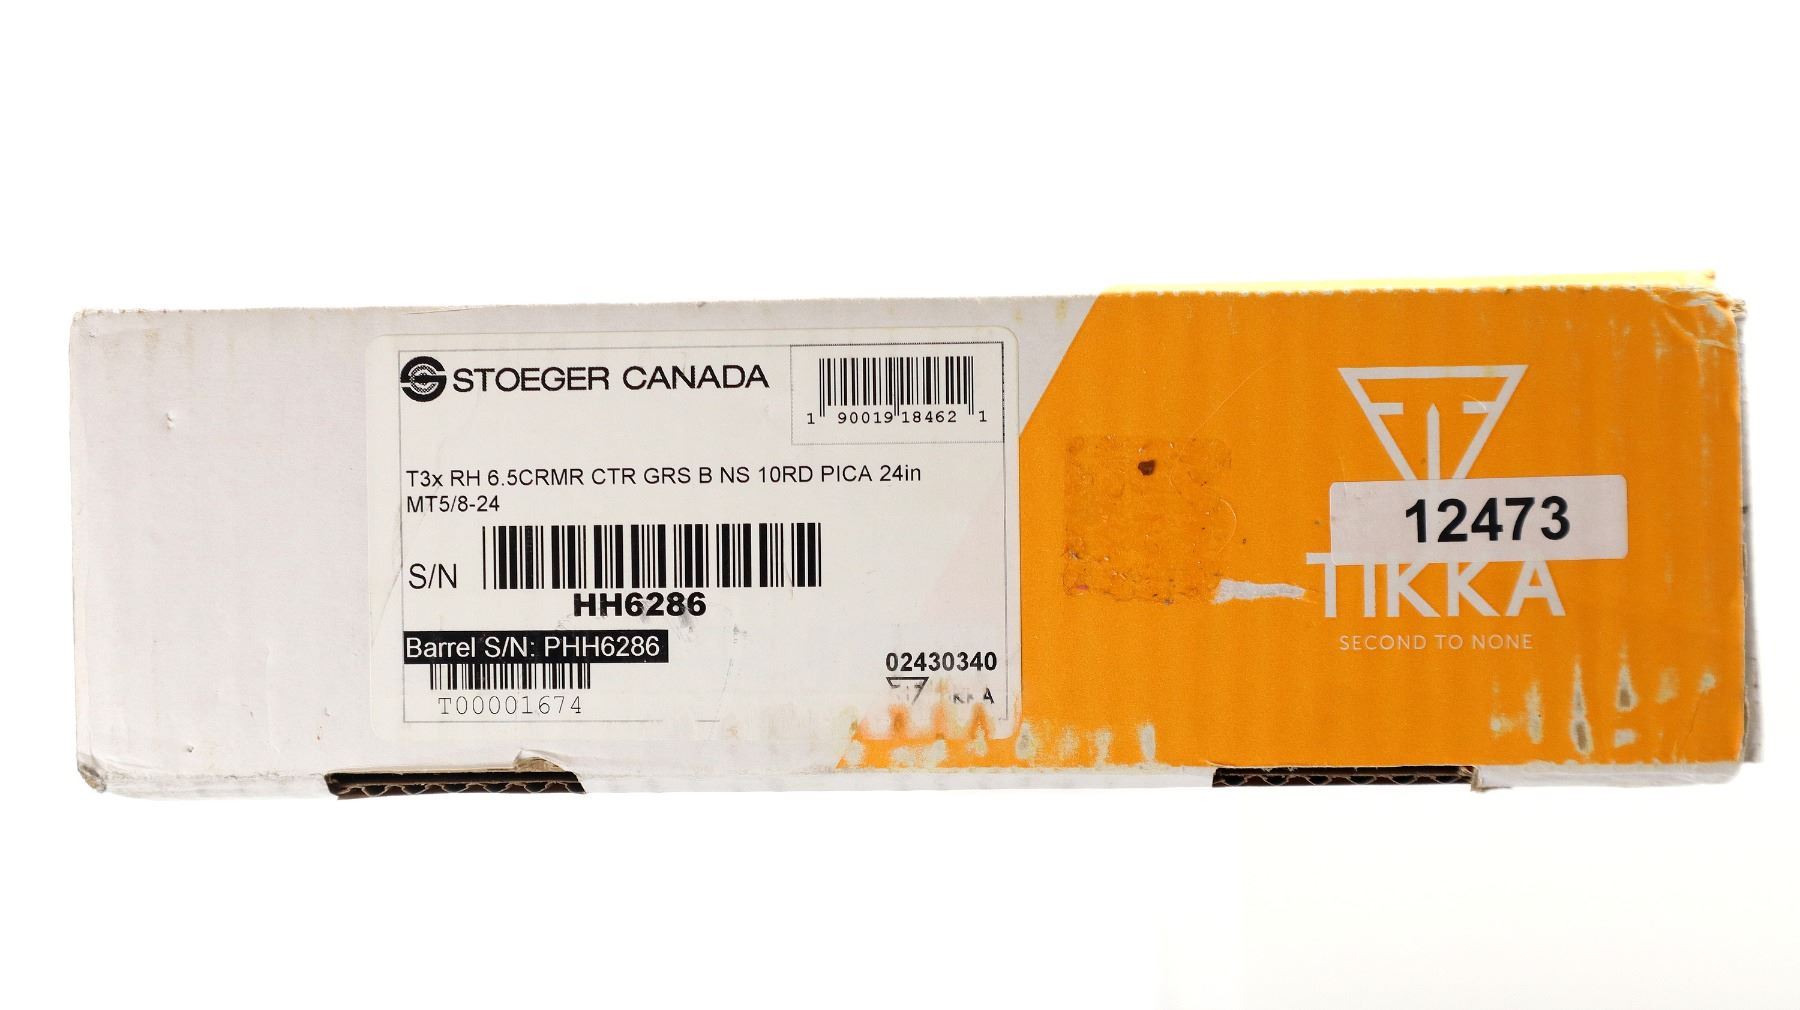 STOEGER CANADA
1 90019 18462 1
T3x RH 6.5CRMR CTR GRS B NS 10RD PICA 24in
MT5/8-24
S/N
HH6286
Barrel S/N: PHH6286
T00001674
02430340
12473
TIKKA
SECOND TO NONE